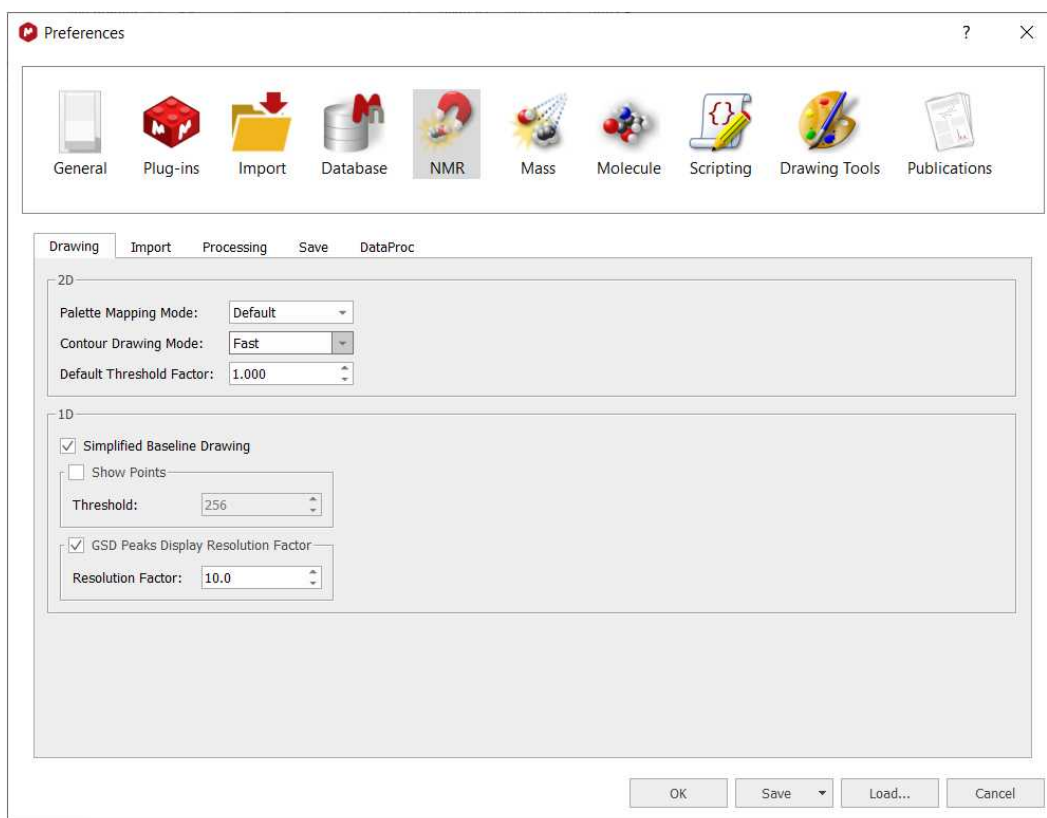 Preferences
?
General Plug-ins Import Database NMR Mass Molecule Scripting Drawing Tools Publications
Drawing Import Processing Save DataProc
2D
Palette Mapping Mode: Default
Contour Drawing Mode: Fast
Default Threshold Factor: 1.000
1D
Simplified Baseline Drawing
Show Points
Threshold: 256
GSD Peaks Display Resolution Factor
Resolution Factor: 10.0
OK Save Load... Cancel